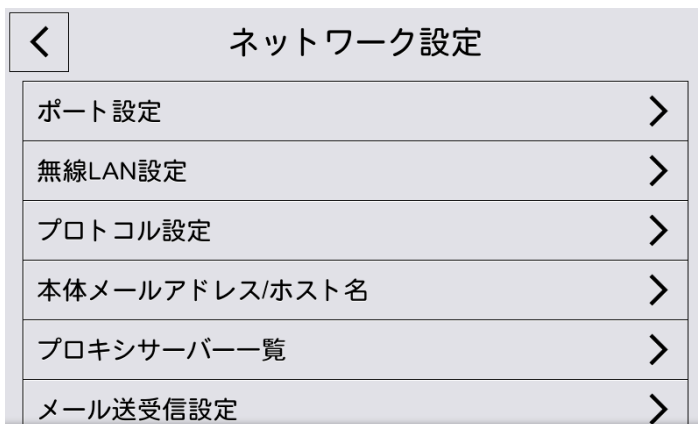 ネットワーク設定
ポート設定
無線LAN設定
プロトコル設定
本体メールアドレス/ホスト名
プロキシサーバー一覧
メール送受信設定